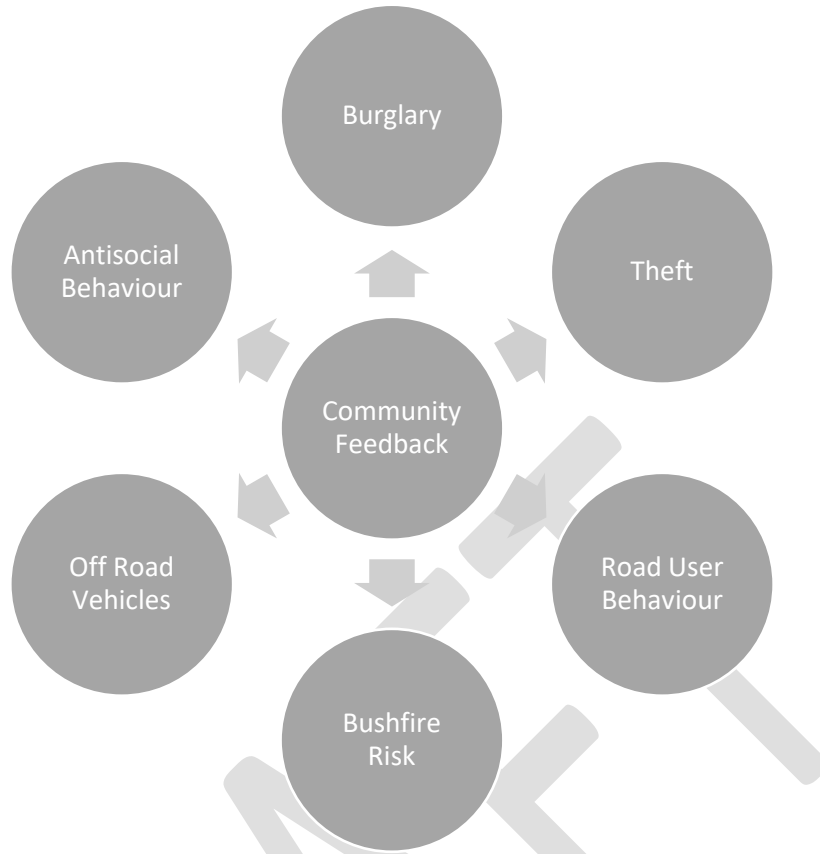 Burglary
Antisocial
Behaviour
Theft
Community
Feedback
Off Road
Vehicles
Road User
Behaviour
Bushfire
Risk